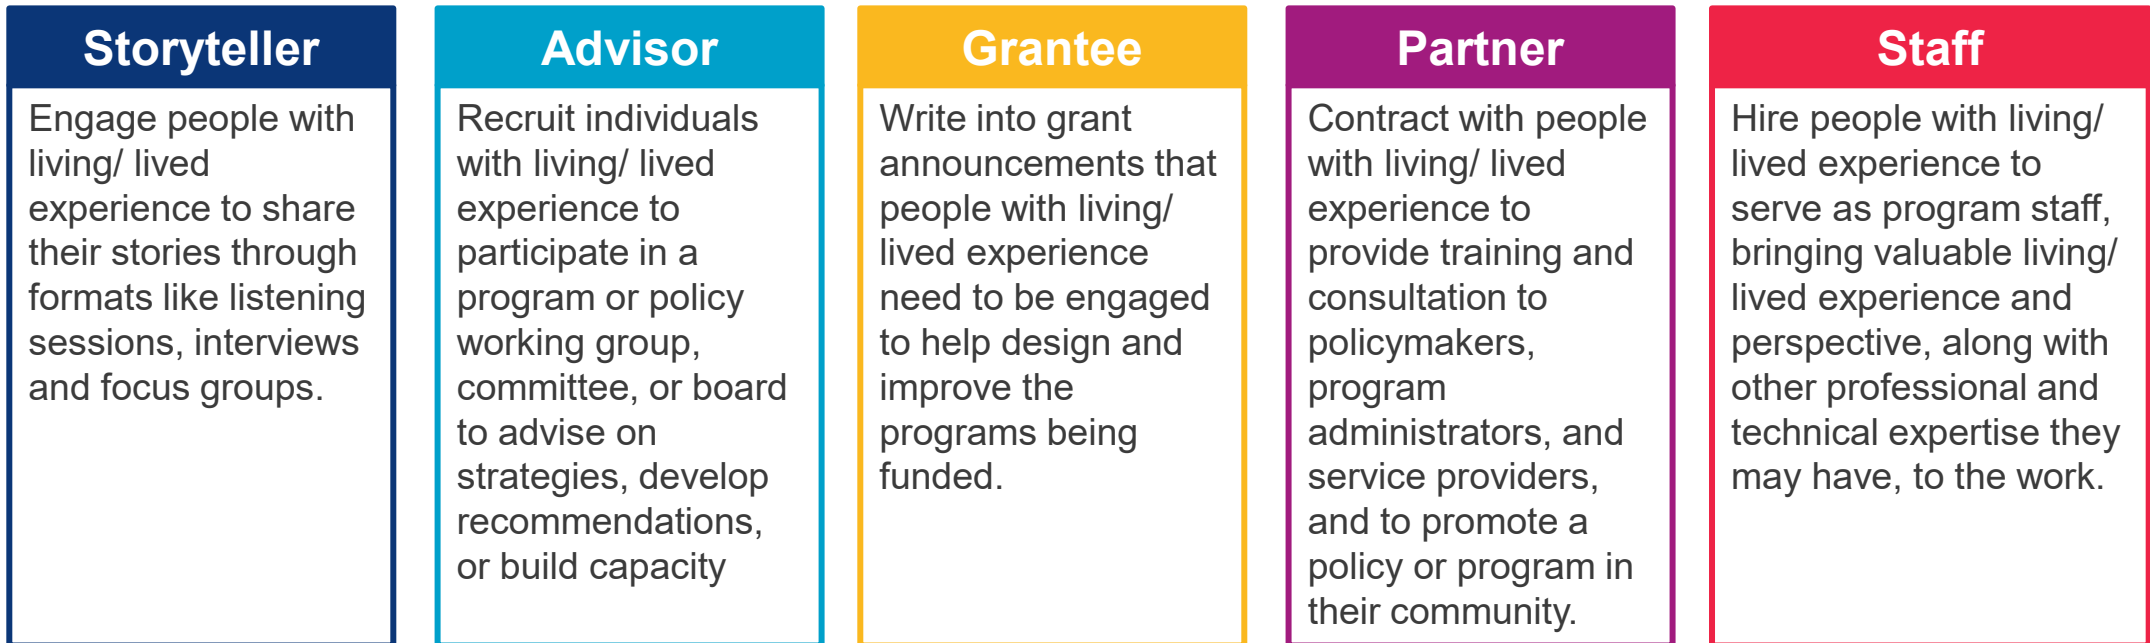 Storyteller
Engage people with
living/ lived
experience to share
their stories through
formats like listening
sessions, interviews
and focus groups.
Advisor
Recruit individuals
with living/ lived
experience to
participate in a
program or policy
working group,
committee, or board
to advise on
strategies, develop
recommendations,
or build capacity
Grantee
Write into grant
announcements that
people with living/
lived experience
need to be engaged
to help design and
improve the
programs being
funded.
Partner
Contract with people
with living/ lived
experience to
provide training and
consultation to
policymakers,
program
administrators, and
service providers,
and to promote a
policy or program in
their community.
Staff
Hire people with living/
lived experience to
serve as program staff,
bringing valuable living/
lived experience and
perspective, along with
other professional and
technical expertise they
may have, to the work.